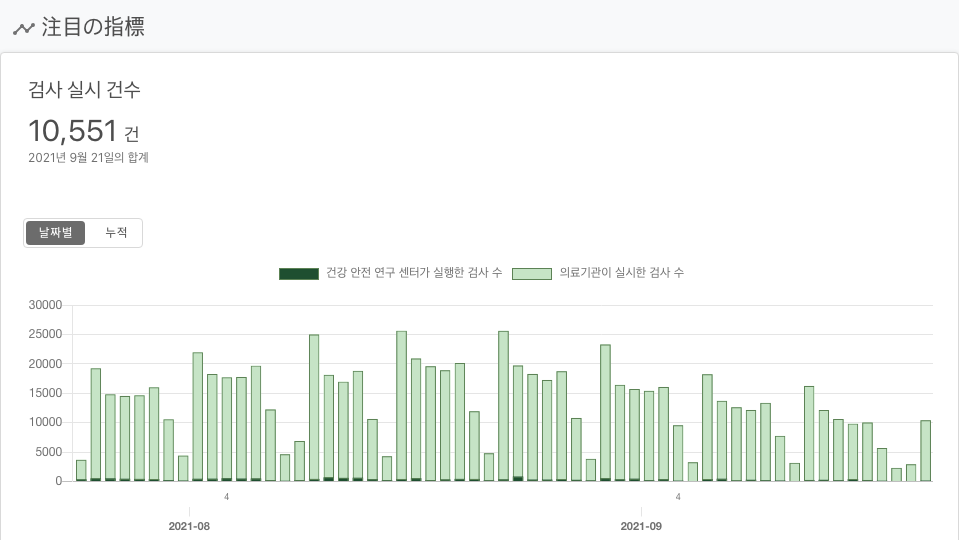 注目の指標
검사 실시 건수
10,551 건
2021년 9월 21일의 합계
날짜별 누적
건강 안전 연구 센터가 실행한 검사 수 의료기관이 실시한 검사 수
30000
25000
20000
15000
10000
5000
0
4 4
2021-08 2021-09